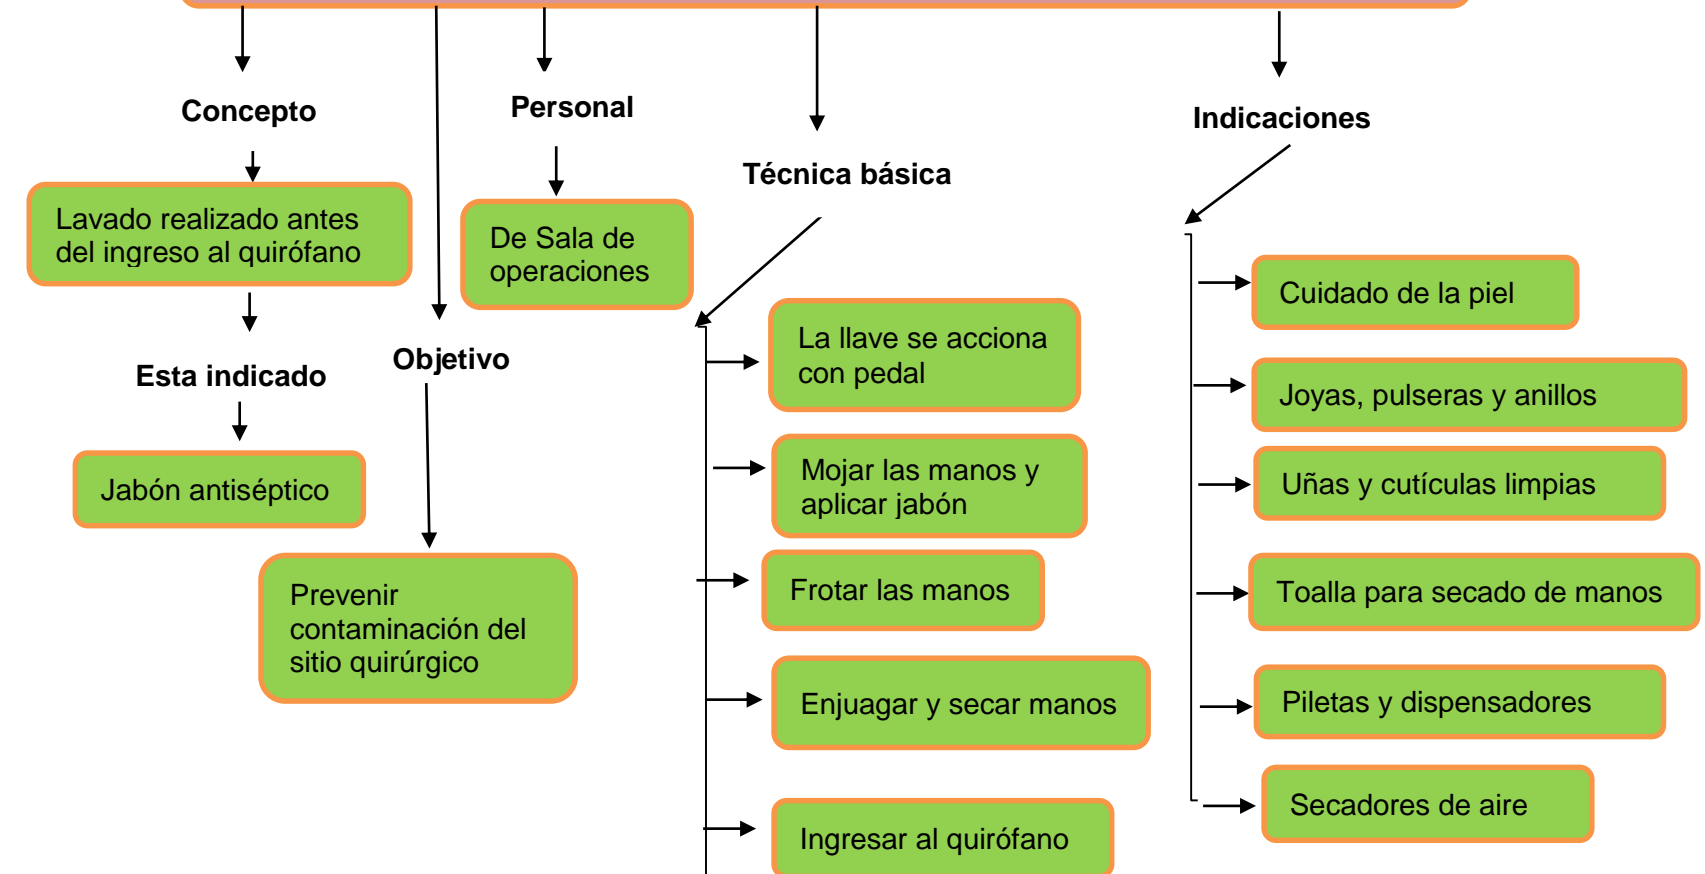 Concepto
Lavado realizado antes
del ingreso al quirófano
Esta indicado
Jabón antiséptico
Objetivo
Prevenir
contaminación del
sitio quirúrgico
Personal
De Sala de
operaciones
Técnica básica
La llave se acciona
con pedal
Mojar las manos y
aplicar jabón
Frotar las manos
Enjuagar y secar manos
Ingresar al quirófano
Indicaciones
Cuidado de la piel
Joyas, pulseras y anillos
Uñas y cutículas limpias
Toalla para secado de manos
Piletas y dispensadores
Secadores de aire